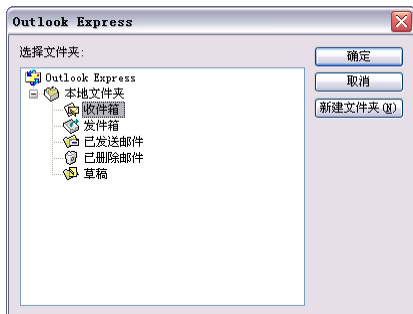 Outlook Express
选择文件夹:
Outlook Express
本地文件夹
收件箱
发件箱
已发送邮件
已删除邮件
草稿
确定
取消
新建文件夹(N)